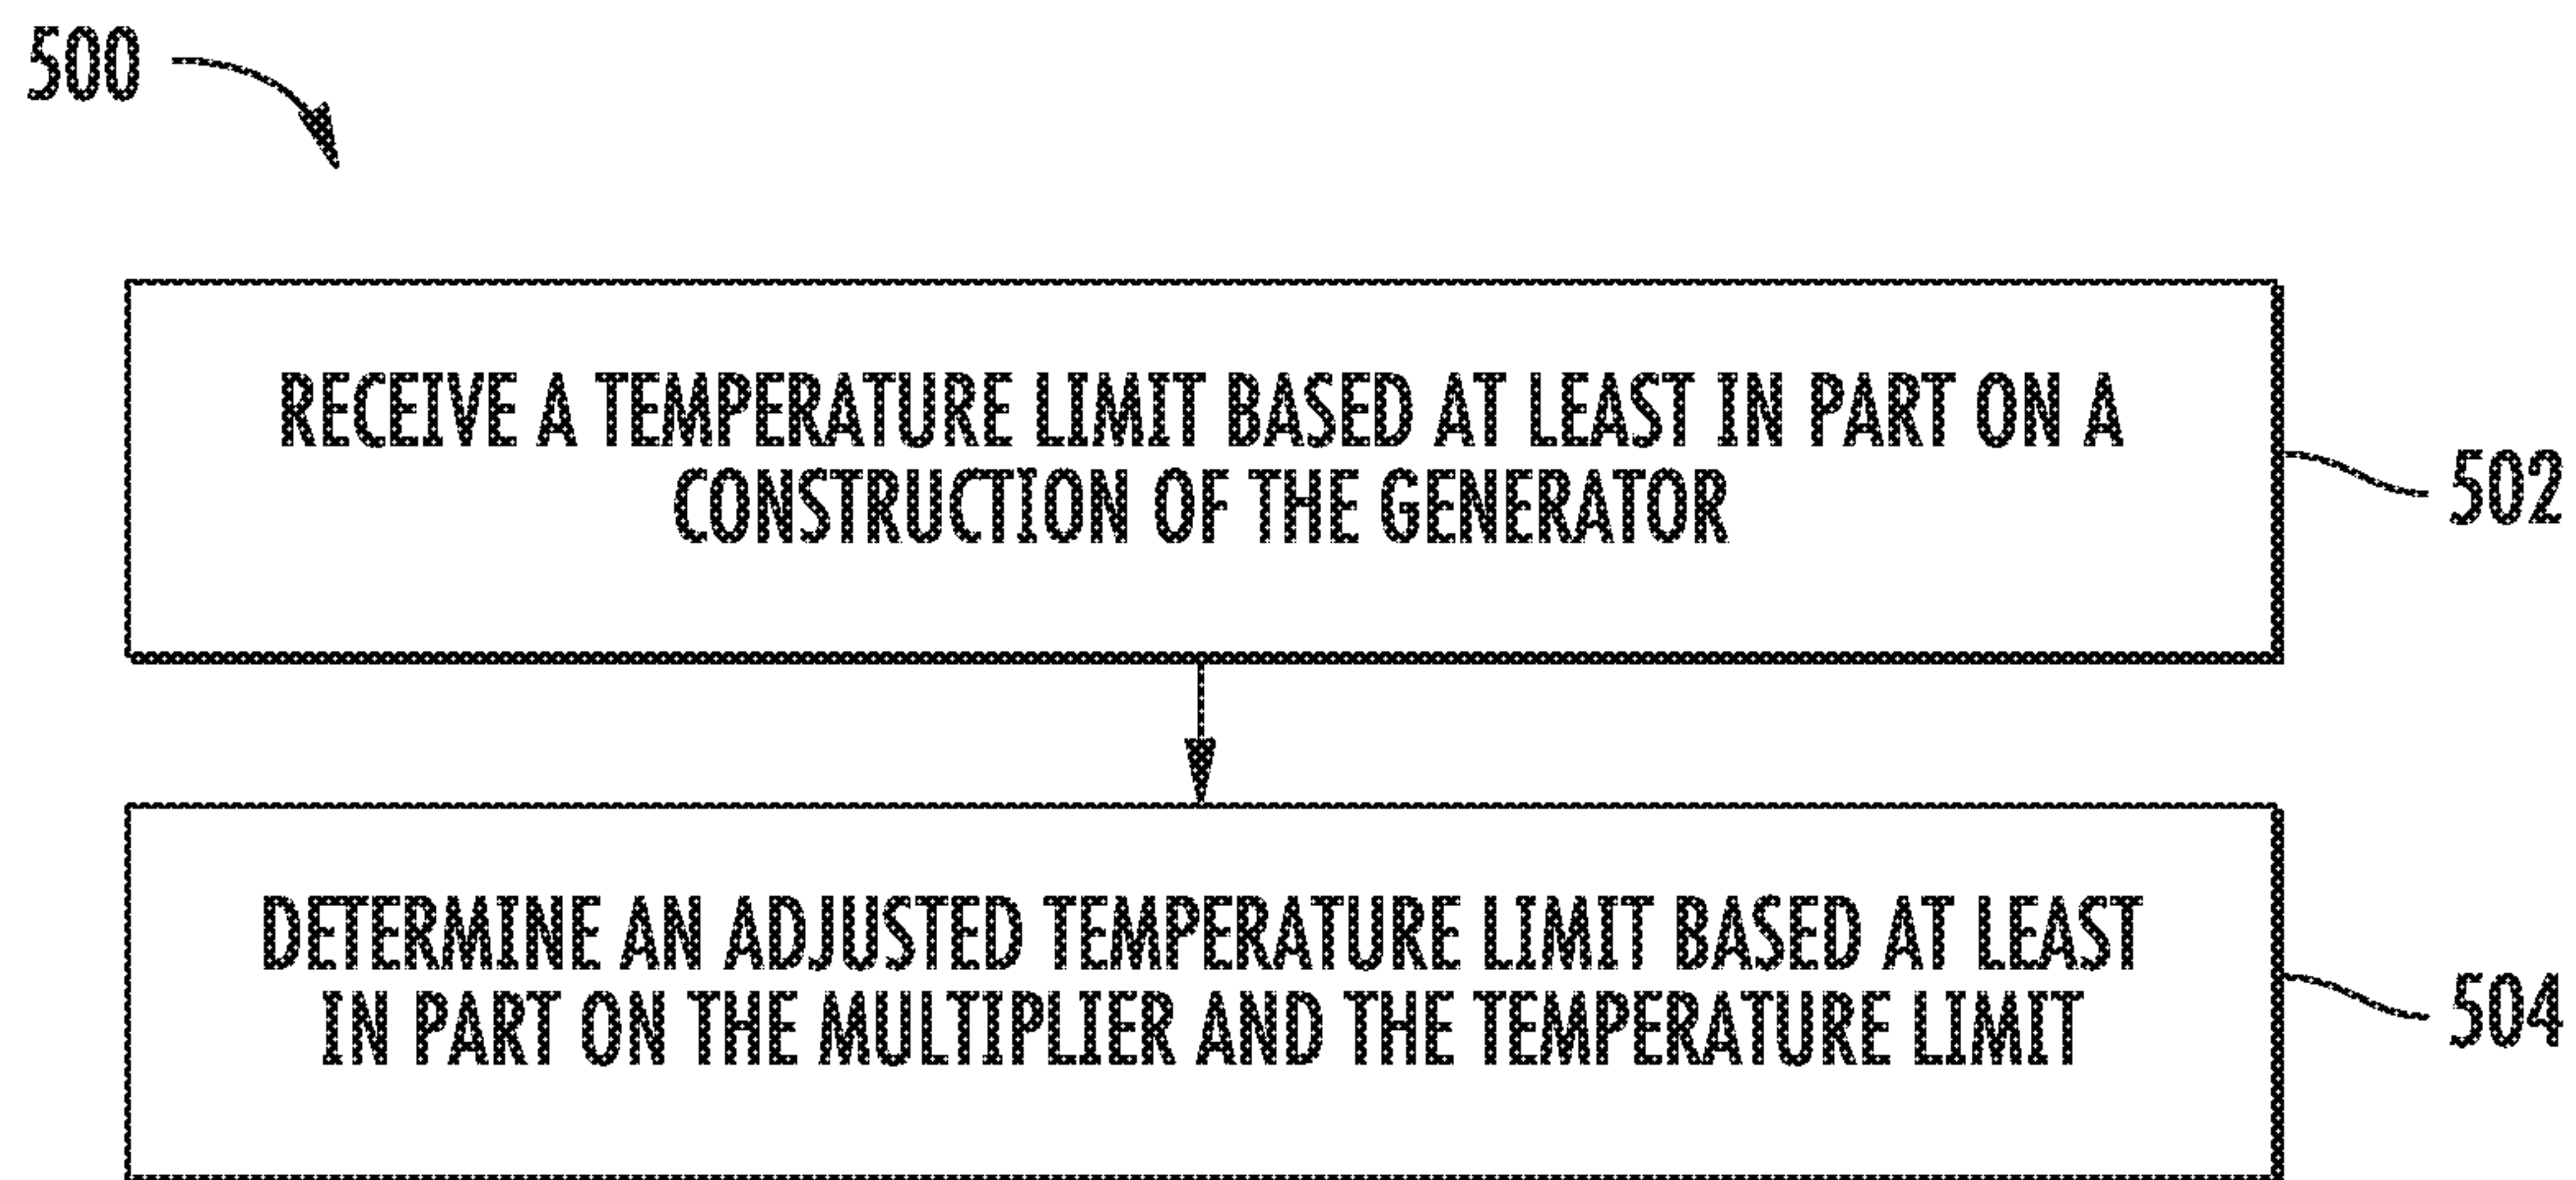 500
RECEIVE A TEMPERATURE LIMIT BASED AT LEAST IN PART ON A
CONSTRUCTION OF THE GENERATOR
502
DETERMINE AN ADJUSTED TEMPERATURE LIMIT BASED AT LEAST
IN PART ON THE MULTIPLIER AND THE TEMPERATURE LIMIT
504